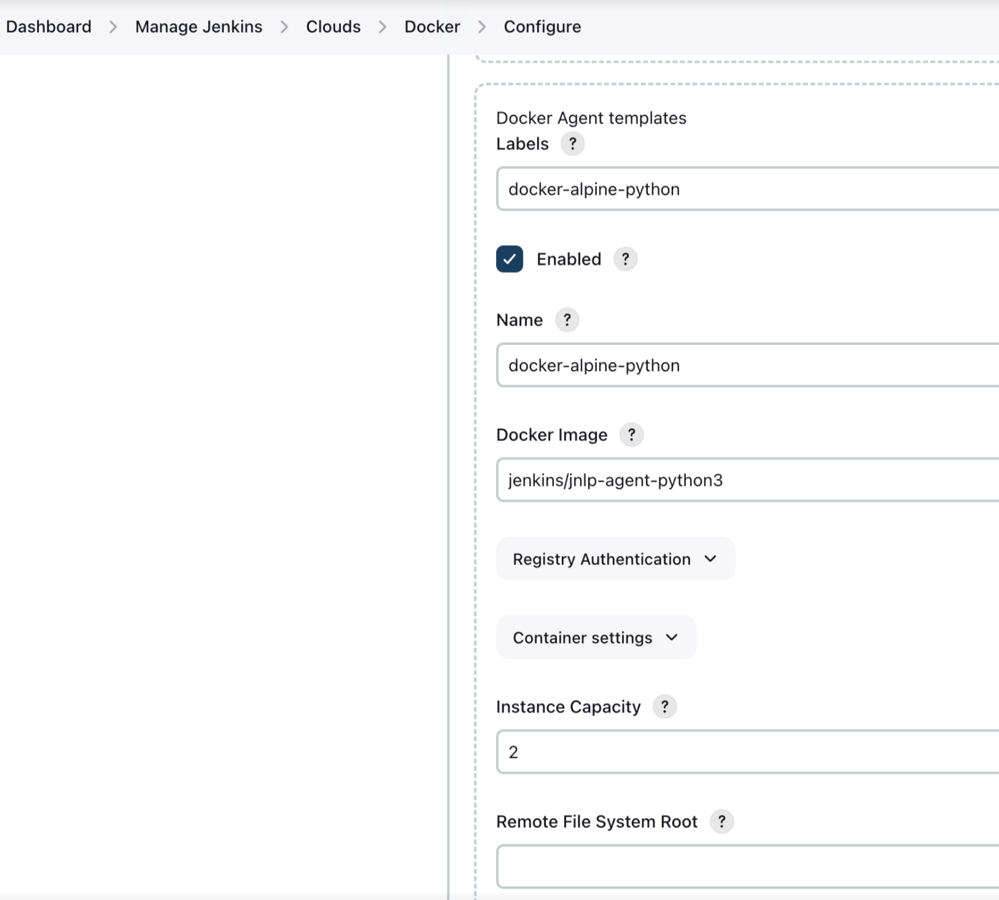 Dashboard > Manage Jenkins > Clouds > Docker > Configure
Docker Agent templates
Labels ?
docker-alpine-python
Enabled ?
Name ?
docker-alpine-python
Docker Image ?
jenkins/jnlp-agent-python3
Registry Authentication
Container settings
Instance Capacity ?
2
Remote File System Root ?